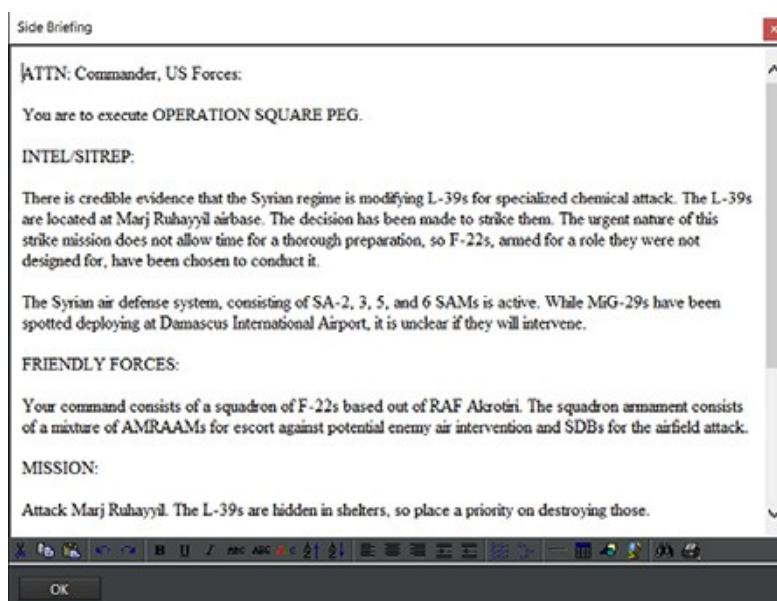 Side Briefing
ATTN: Commander, US Forces:
You are to execute OPERATION SQUARE PEG.
INTEL/SITREP:
There is credible evidence that the Syrian regime is modifying L-39s for specialized chemical attack. The L-39s
are located at Marj Ruhayyil airbase. The decision has been made to strike them. The urgent nature of this
strike mission does not allow time for a thorough preparation, so F-22s, armed for a role they were not
designed for, have been chosen to conduct it.
The Syrian air defense system, consisting of SA-2, 3, 5, and 6 SAMs is active. While MiG-29s have been
spotted deploying at Damascus International Airport, it is unclear if they will intervene.
FRIENDLY FORCES:
Your command consists of a squadron of F-22s based out of RAF Akrotiri. The squadron armament consists
of a mixture of AMRAAMs for escort against potential enemy air intervention and SDBs for the airfield attack.
MISSION:
Attack Marj Ruhayyil. The L-39s are hidden in shelters, so place a priority on destroying those.
B U I ABC ABC
OK